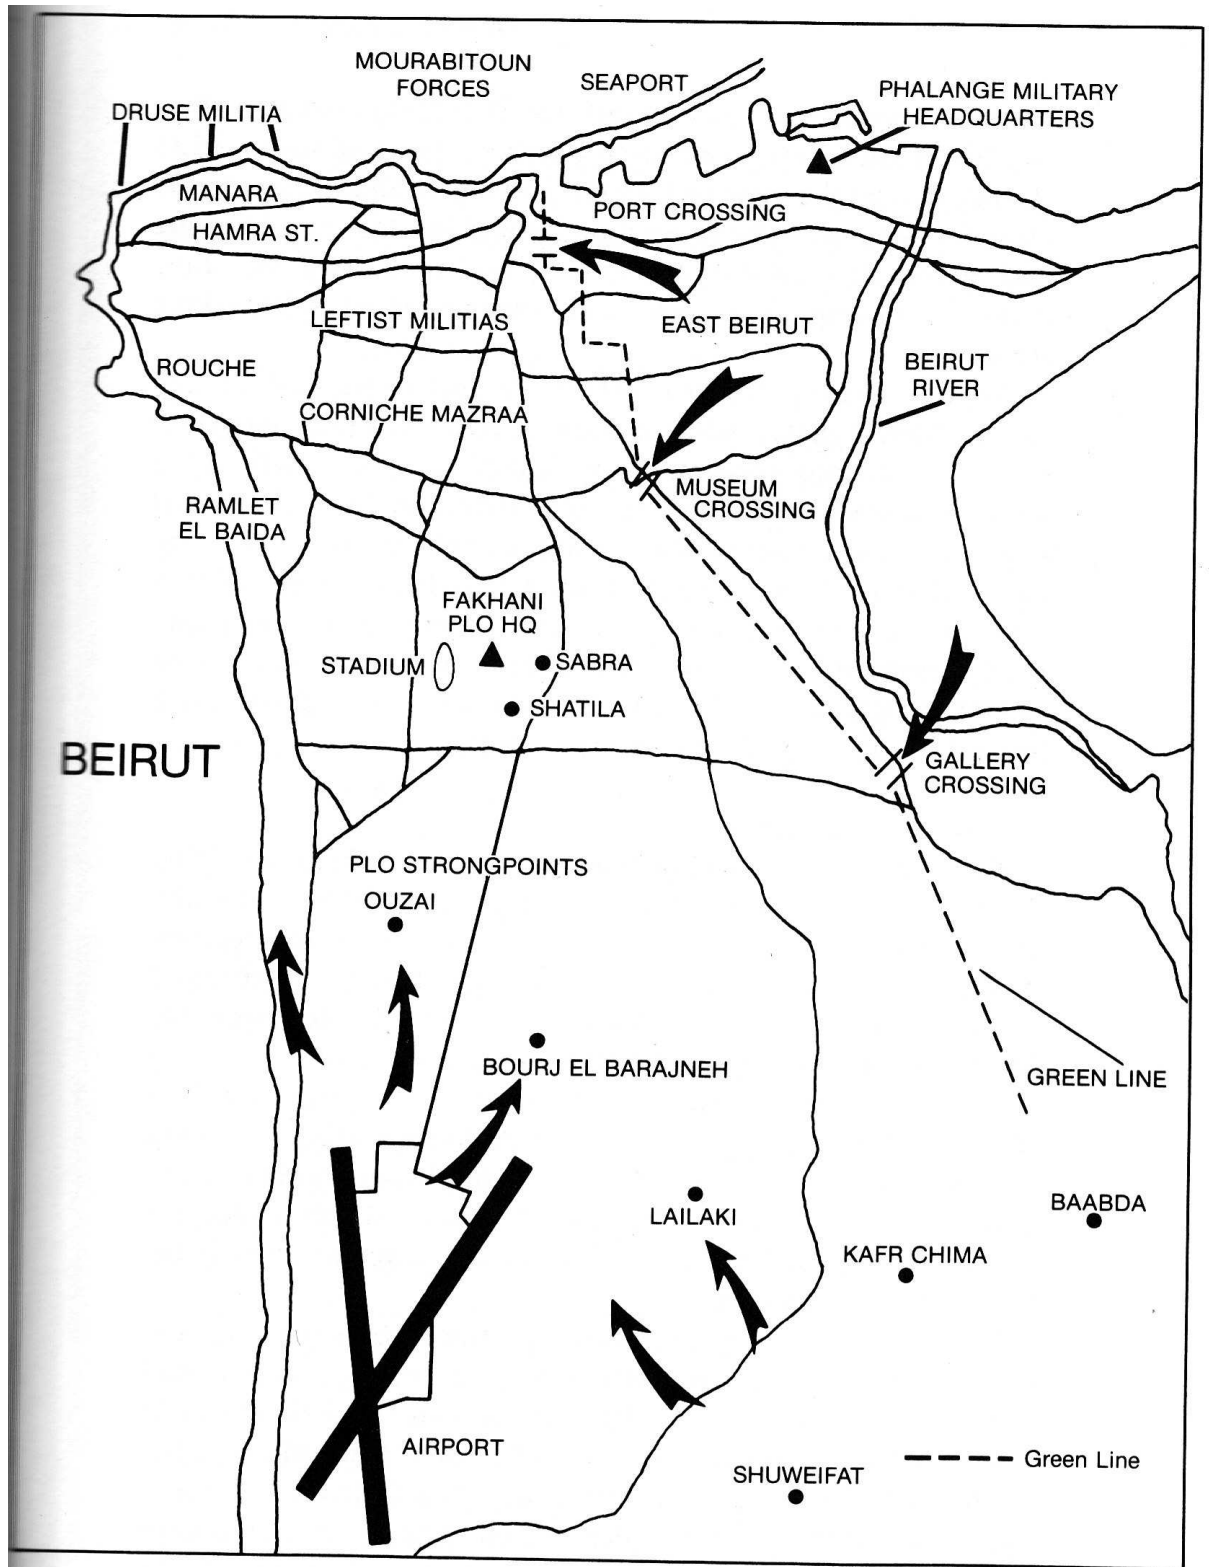 MOURABITOUN
FORCES
SEAPORT
PHALANGE MILITARY
HEADQUARTERS
DRUSE MILITIA
MANARA
HAMRA ST.
PORT CROSSING
LEFTIST MILITIAS
EAST BEIRUT
ROUCHE
BEIRUT
RIVER
CORNICHE MAZRAA
RAMLET
EL BAIDA
MUSEUM
CROSSING
FAKHANI
PLO HQ
STADIUM
SABRA
SHATILA
BEIRUT
GALLERY
CROSSING
PLO STRONGPOINTS
OUZAI
BOURJ EL BARAJNEH
GREEN LINE
LAILAKI
BAABDA
KAFR CHIMA
AIRPORT
SHUWEIFAT
Green Line